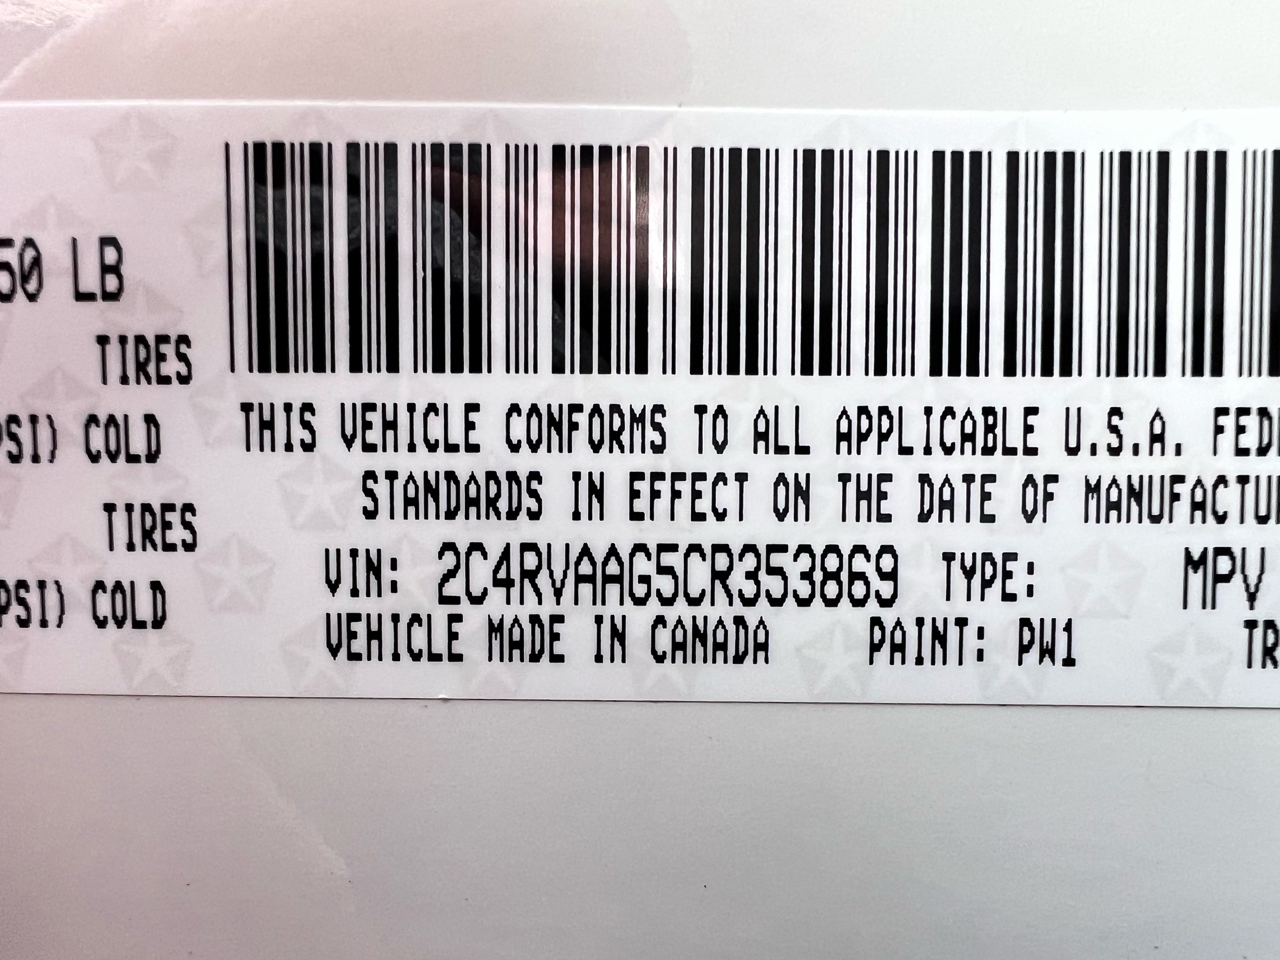 50 LB
TIRES
PSI) COLD
TIRES
PSI) COLD
THIS VEHICLE CONFORMS TO ALL APPLICABLE U.S.A. FED
STANDARDS IN EFFECT ON THE DATE OF MANUFACTU
VIN: 2C4RVAAG5CR353869 TYPE: MPV
VEHICLE MADE IN CANADA PAINT: PW1 TR